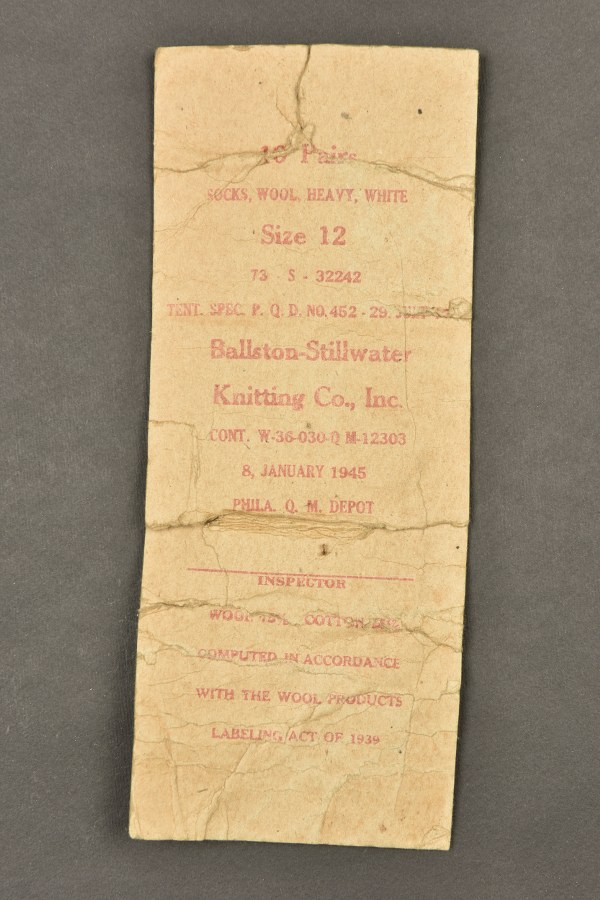 10 Pairs
SOCKS, WOOL, HEAVY, WHITE
Size 12
73 S - 32242
TENT. SPEC. P. Q. D. NO. 452 - 29. JULY
Ballston-Stillwater
Knitting Co., Inc.
CONT. W-36-030-Q M-12303
8, JANUARY 1945
PHILA. Q. M. DEPOT
INSPECTOR
WOOL COTTON
COMPUTED IN ACCORDANCE
WITH THE WOOL PRODUCTS
LABELING ACT OF 1939